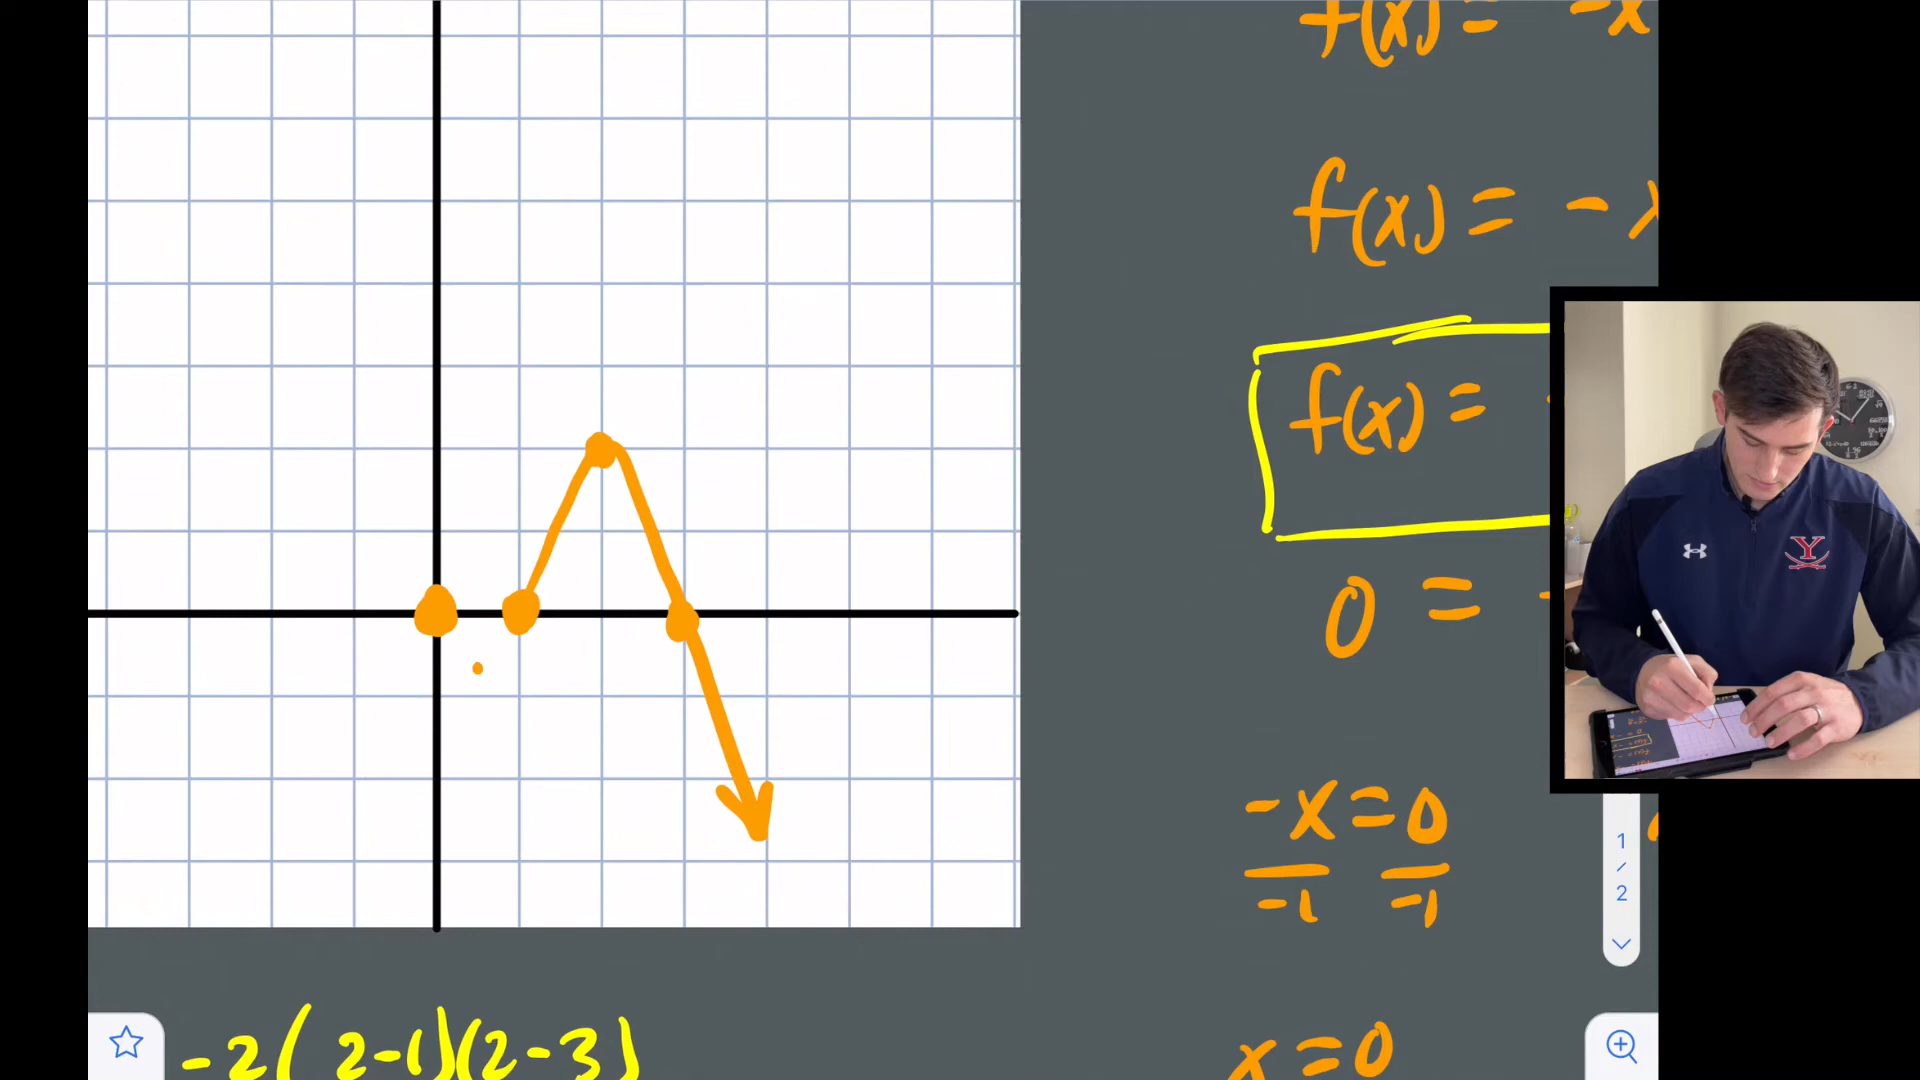 f(x) = -x
f(x) = -x
f(x) =
0 = -
-x = 0
-1 -1
x = 0
-2(2-1)(2-3)
1
/
2
Y